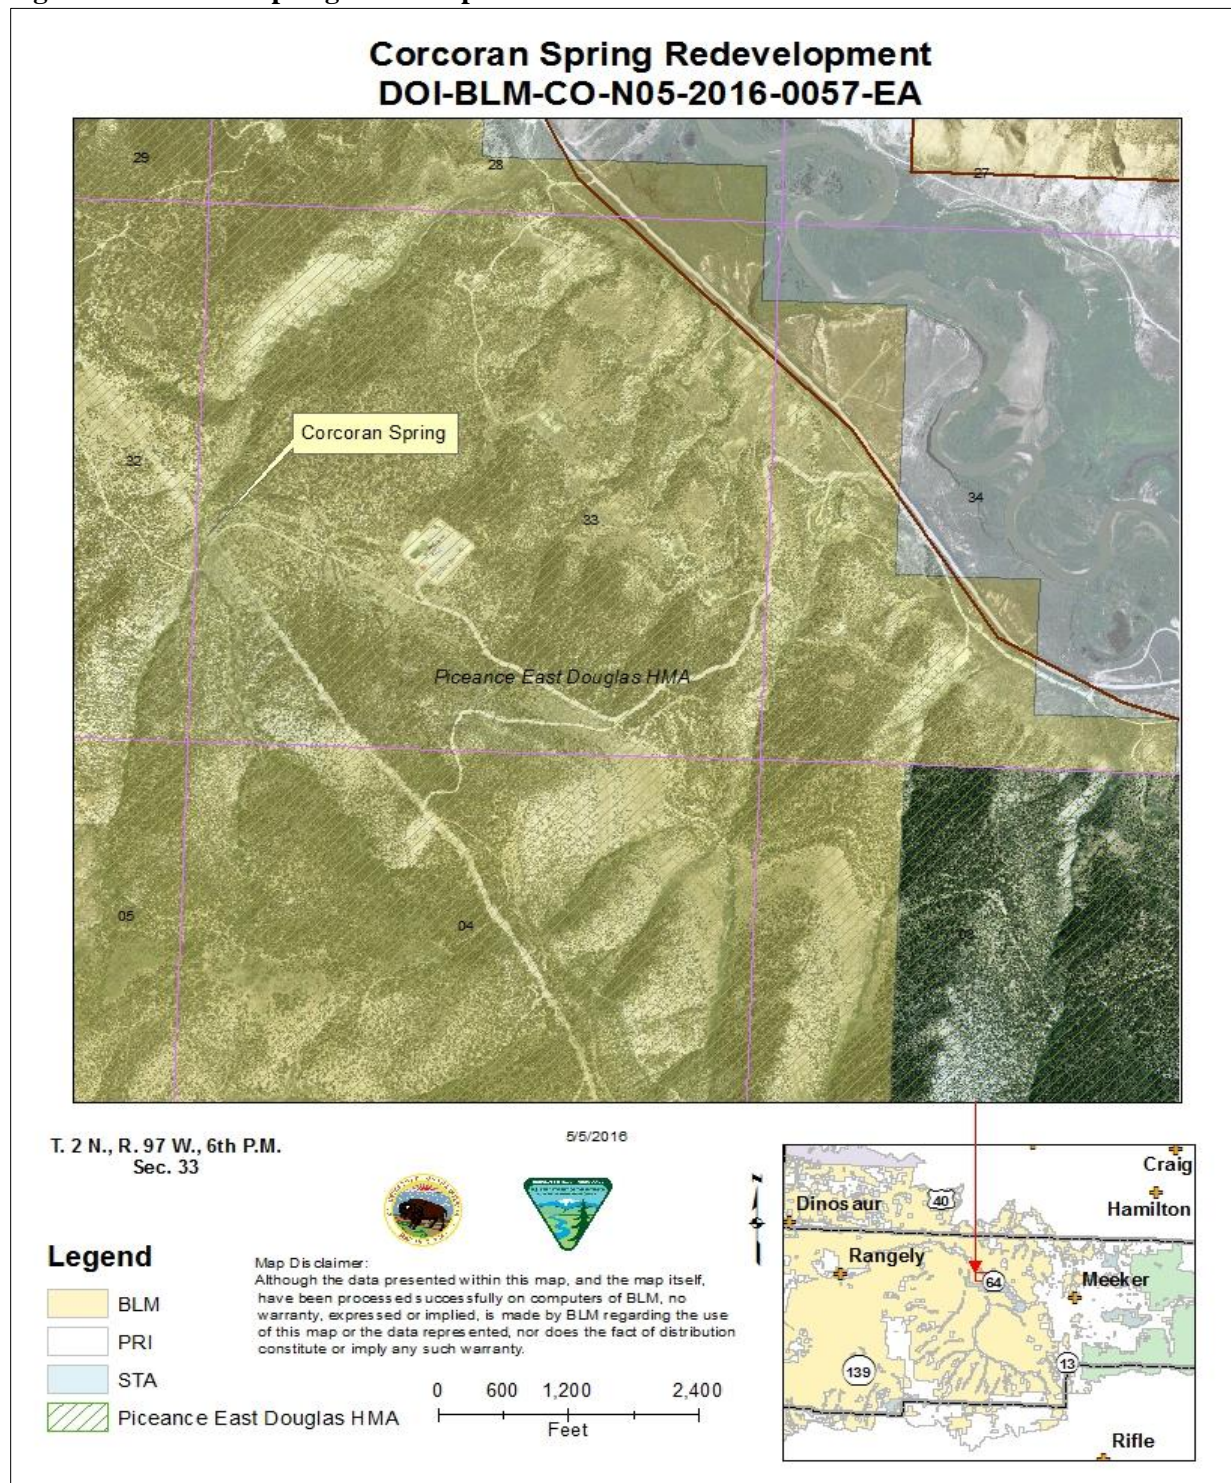 Corcoran Spring Redevelopment
DOI-BLM-CO-N05-2016-0057-EA
29
28
27
Corcoran Spring
32
33
34
Piceance East Douglas HMA
05
04
T. 2 N., R. 97 W., 6th P.M.
Sec. 33
5/5/2016
N
Legend
BLM
PRI
STA
Piceance East Douglas HMA
Map Disclaimer:
Although the data presented within this map, and the map itself,
have been processed successfully on computers of BLM, no
warranty, expressed or implied, is made by BLM regarding the use
of this map or the data represented, nor does the fact of distribution
constitute or imply any such warranty.
0 600 1,200 2,400
Feet
Craig
40
Dinosaur
Hamilton
Rangely
64
Meeker
139
13
Rifle